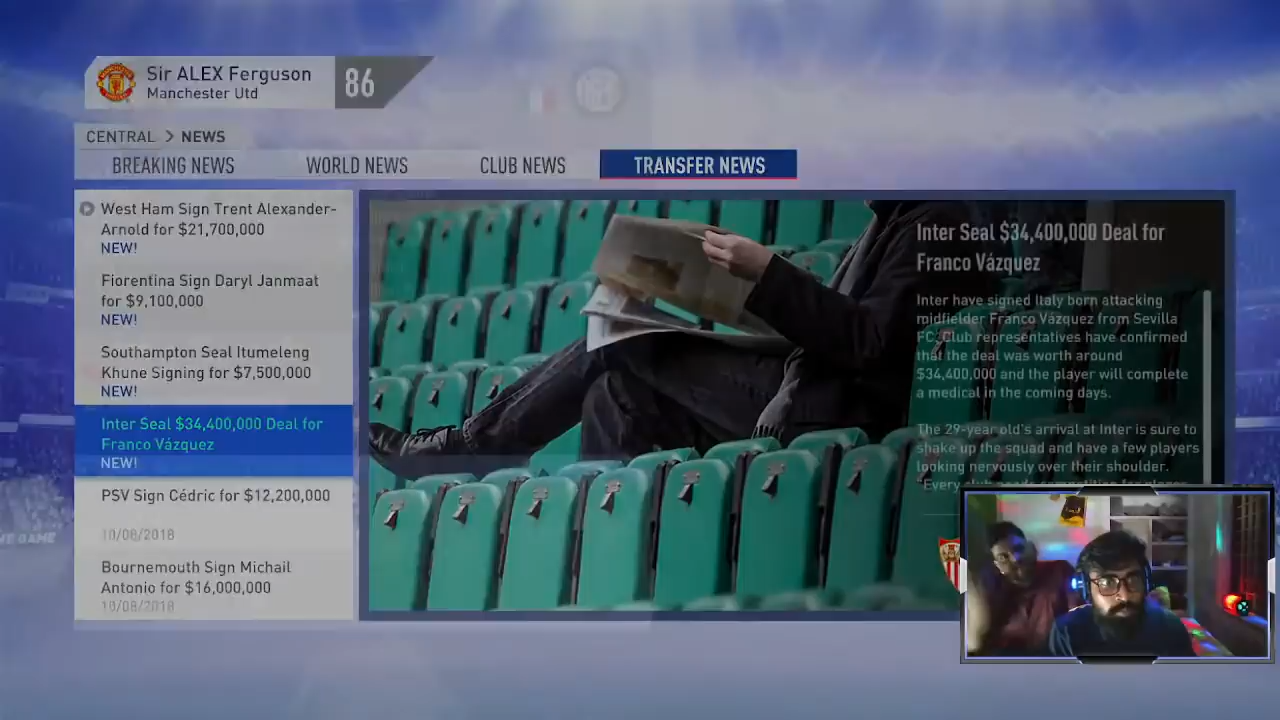 Sir ALEX Ferguson
Manchester Utd
86
CENTRAL > NEWS
BREAKING NEWS
WORLD NEWS
CLUB NEWS
TRANSFER NEWS
West Ham Sign Trent Alexander-
Arnold for $21,700,000
NEW!
Fiorentina Sign Daryl Janmaat
for $9,100,000
NEW!
Southampton Seal Itumeleng
Khune Signing for $7,500,000
NEW!
Inter Seal $34,400,000 Deal for
Franco Vázquez
NEW!
PSV Sign Cédric for $12,200,000
10/08/2018
Bournemouth Sign Michail
Antonio for $16,000,000
10/08/2018
Inter Seal $34,400,000 Deal for
Franco Vázquez
Inter have signed Italy born attacking
midfielder Franco Vázquez from Sevilla
FC. Club representatives have confirmed
that the deal was worth around
$34,400,000 and the player will complete
a medical in the coming days.
The 29-year old's arrival at Inter is sure to
shake up the squad and have a few players
looking nervously over their shoulder.
Every club needs competition for
GAME